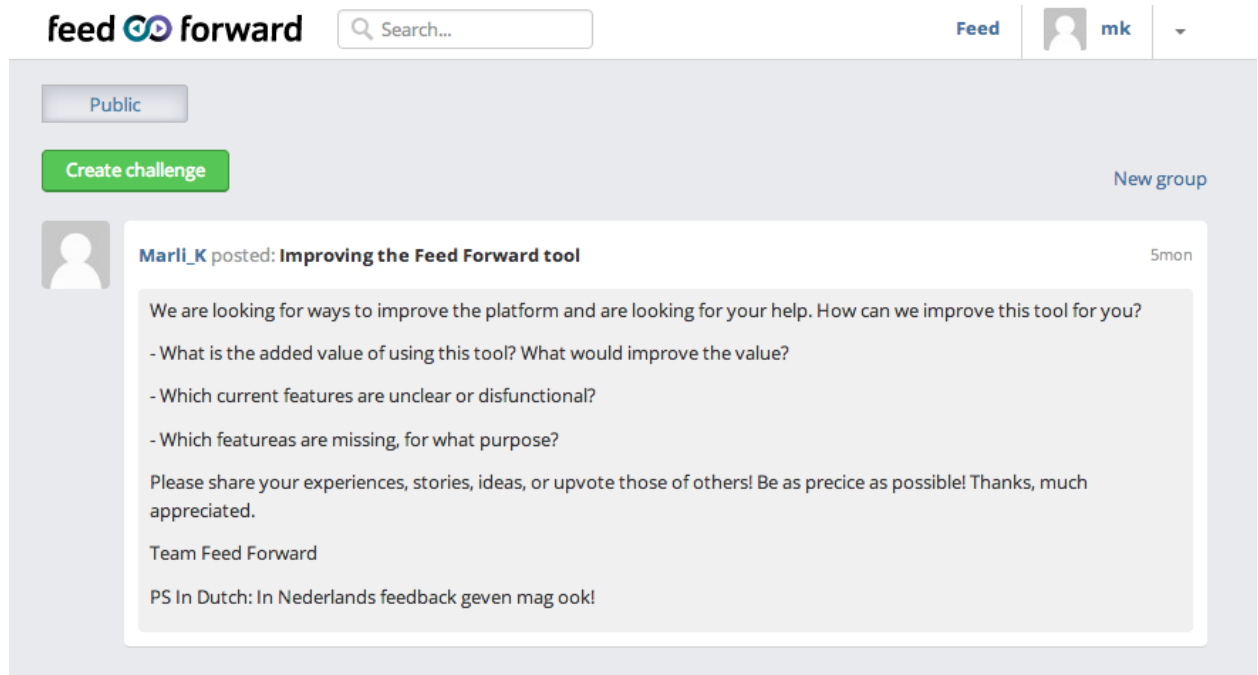 feed forward
Search...
Feed
mk
Public
Create challenge
New group
Marli_K posted: Improving the Feed Forward tool
5mon
We are looking for ways to improve the platform and are looking for your help. How can we improve this tool for you?
- What is the added value of using this tool? What would improve the value?
- Which current features are unclear or disfunctional?
- Which featureas are missing, for what purpose?
Please share your experiences, stories, ideas, or upvote those of others! Be as precice as possible! Thanks, much
appreciated.
Team Feed Forward
PS In Dutch: In Nederlands feedback geven mag ook!